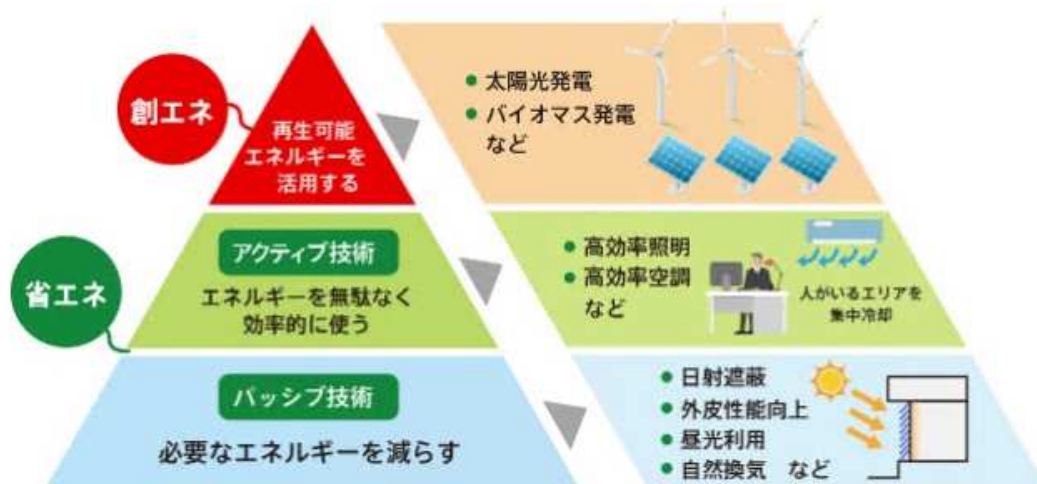 創エネ
再生可能
エネルギーを
活用する
● 太陽光発電
● バイオマス発電
など
省エネ
アクティブ技術
エネルギーを無駄なく
効率的に使う
● 高効率照明
● 高効率空調
など
人がいるエリアを
集中冷却
パッシブ技術
必要なエネルギーを減らす
● 日射遮蔽
● 外皮性能向上
● 昼光利用
● 自然換気 など